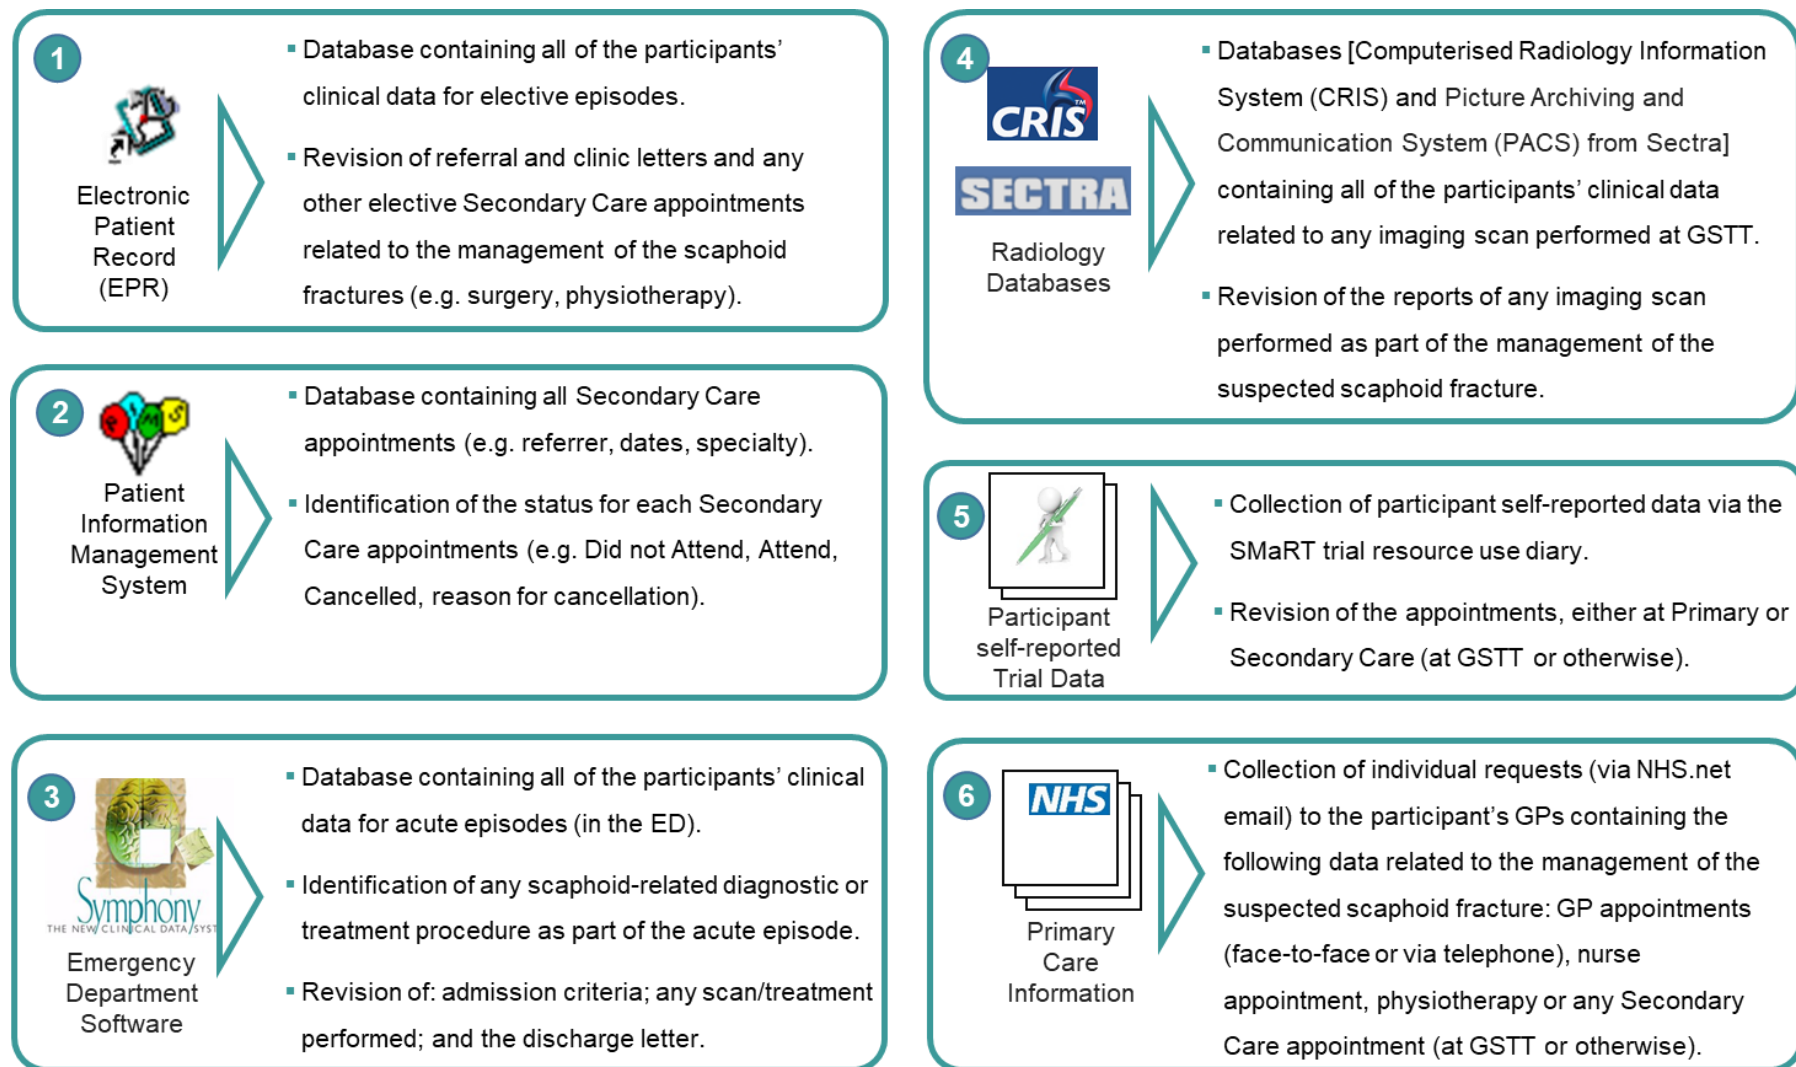 1
Electronic
Patient
Record
(EPR)
▪ Database containing all of the participants’
clinical data for elective episodes.
▪ Revision of referral and clinic letters and any
other elective Secondary Care appointments
related to the management of the scaphoid
fractures (e.g. surgery, physiotherapy).
2
PiMS
Patient
Information
Management
System
▪ Database containing all Secondary Care
appointments (e.g. referrer, dates, specialty).
▪ Identification of the status for each Secondary
Care appointments (e.g. Did not Attend, Attend,
Cancelled, reason for cancellation).
3
Symphony
THE NEW CLINICAL DATA SYST
Emergency
Department
Software
▪ Database containing all of the participants’ clinical
data for acute episodes (in the ED).
▪ Identification of any scaphoid-related diagnostic or
treatment procedure as part of the acute episode.
▪ Revision of: admission criteria; any scan/treatment
performed; and the discharge letter.
4
CRIS™
SECTRA
Radiology
Databases
▪ Databases [Computerised Radiology Information
System (CRIS) and Picture Archiving and
Communication System (PACS) from Sectra]
containing all of the participants’ clinical data
related to any imaging scan performed at GSTT.
▪ Revision of the reports of any imaging scan
performed as part of the management of the
suspected scaphoid fracture.
5
Participant
self-reported
Trial Data
▪ Collection of participant self-reported data via the
SMaRT trial resource use diary.
▪ Revision of the appointments, either at Primary or
Secondary Care (at GSTT or otherwise).
6
NHS
Primary
Care
Information
▪ Collection of individual requests (via NHS.net
email) to the participant’s GPs containing the
following data related to the management of the
suspected scaphoid fracture: GP appointments
(face-to-face or via telephone), nurse
appointment, physiotherapy or any Secondary
Care appointment (at GSTT or otherwise).